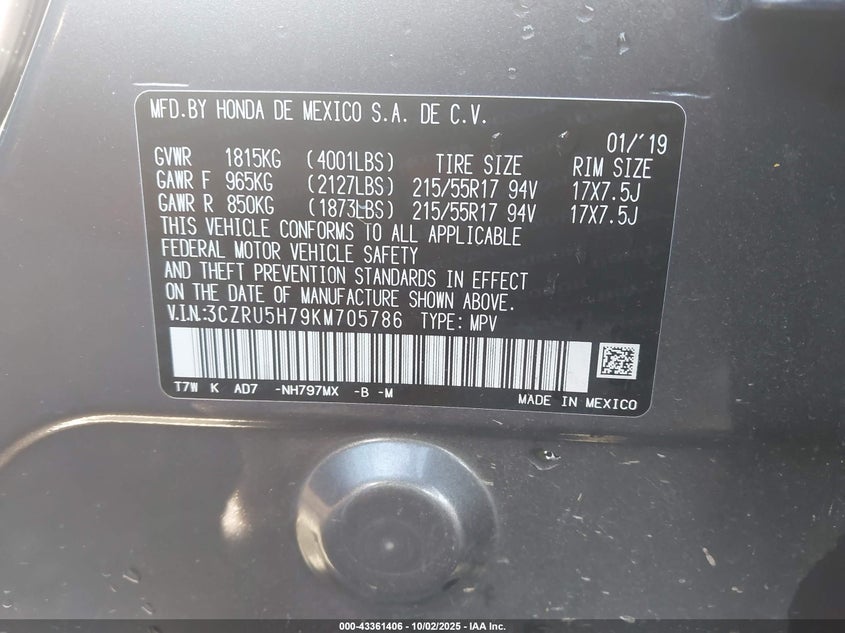 MFD.BY HONDA DE MEXICO S.A. DE C.V.
01/'19
GVWR 1815KG (4001LBS) TIRE SIZE RIM SIZE
GAWR F 965KG (2127LBS) 215/55R17 94V 17X7.5J
GAWR R 850KG (1873LBS) 215/55R17 94V 17X7.5J
THIS VEHICLE CONFORMS TO ALL APPLICABLE
FEDERAL MOTOR VEHICLE SAFETY
AND THEFT PREVENTION STANDARDS IN EFFECT
ON THE DATE OF MANUFACTURE SHOWN ABOVE.
V.I.N.:3CZRU5H79KM705786 TYPE: MPV
T7W K AD7 -NH797MX -B -M
MADE IN MEXICO
000-43361406 - 10/02/2025 - IAA Inc.